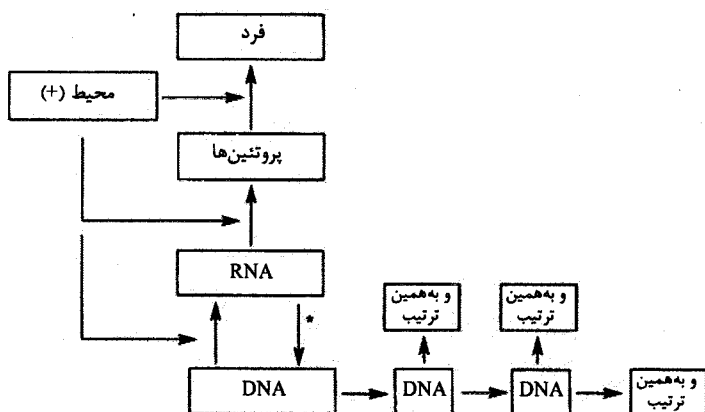 فرد
محیط (+)
پروتئین‌ها
RNA
*
و به‌همین
ترتیب
و به‌همین
ترتیب
DNA
DNA
DNA
و به‌همین
ترتیب